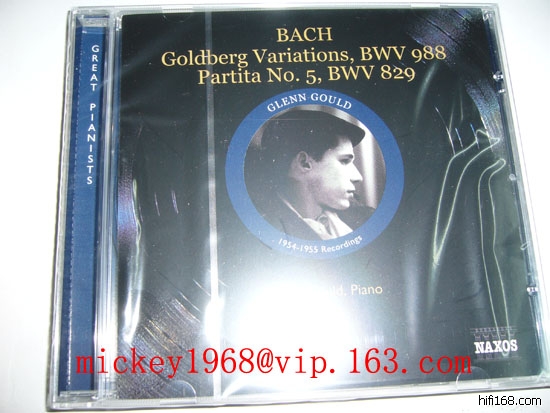 BACH
Goldberg Variations, BWV 988
Partita No. 5, BWV 829
GREAT PIANISTS
GLENN GOULD
1954-1955 Recordings
Piano
NAXOS
mickey1968@vip.163.com
hifi168.com